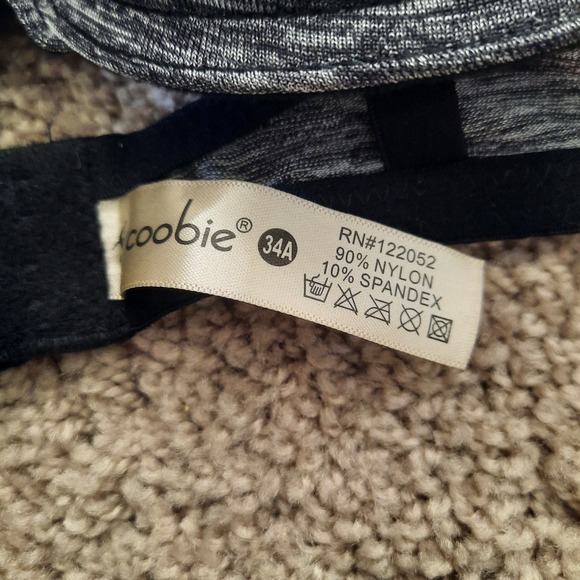 coobie®
34A
RN#122052
90% NYLON
10% SPANDEX